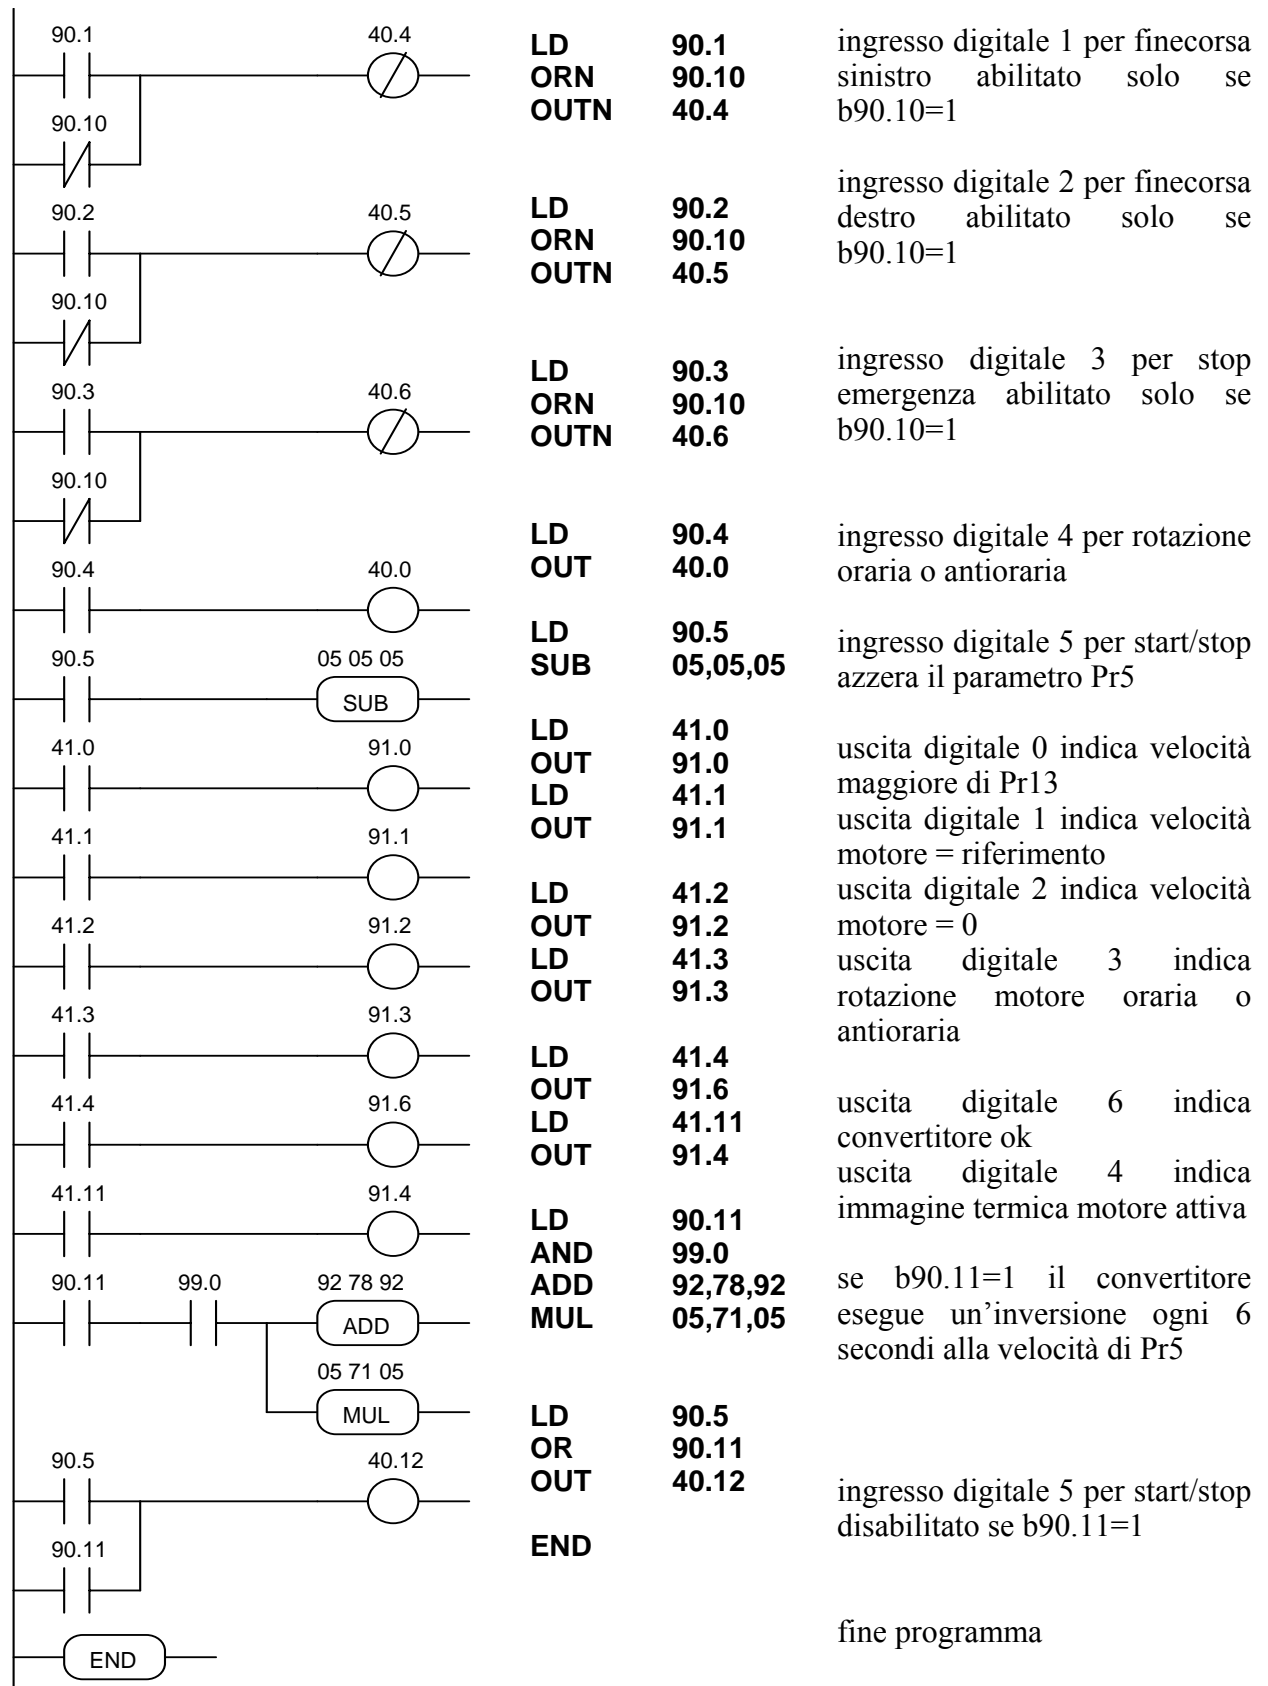 90.1
40.4
90.10
90.2
40.5
90.10
90.3
40.6
90.10
90.4
40.0
90.5
05 05 05
SUB
41.0
91.0
41.1
91.1
41.2
91.2
41.3
91.3
41.4
91.6
41.11
91.4
90.11
99.0
92 78 92
ADD
05 71 05
MUL
90.5
40.12
90.11
END
LD 90.1
ORN 90.10
OUTN 40.4
LD 90.2
ORN 90.10
OUTN 40.5
LD 90.3
ORN 90.10
OUTN 40.6
LD 90.4
OUT 40.0
LD 90.5
SUB 05,05,05
LD 41.0
OUT 91.0
LD 41.1
OUT 91.1
LD 41.2
OUT 91.2
LD 41.3
OUT 91.3
LD 41.4
OUT 91.6
LD 41.11
OUT 91.4
LD 90.11
AND 99.0
ADD 92,78,92
MUL 05,71,05
LD 90.5
OR 90.11
OUT 40.12
END
ingresso digitale 1 per finecorsa
sinistro abilitato solo se
b90.10=1
ingresso digitale 2 per finecorsa
destro abilitato solo se
b90.10=1
ingresso digitale 3 per stop
emergenza abilitato solo se
b90.10=1
ingresso digitale 4 per rotazione
oraria o antioraria
ingresso digitale 5 per start/stop
azzera il parametro Pr5
uscita digitale 0 indica velocità
maggiore di Pr13
uscita digitale 1 indica velocità
motore = riferimento
uscita digitale 2 indica velocità
motore = 0
uscita digitale 3 indica
rotazione motore oraria o
antioraria
uscita digitale 6 indica
convertitore ok
uscita digitale 4 indica
immagine termica motore attiva
se b90.11=1 il convertitore
esegue un’inversione ogni 6
secondi alla velocità di Pr5
ingresso digitale 5 per start/stop
disabilitato se b90.11=1
fine programma